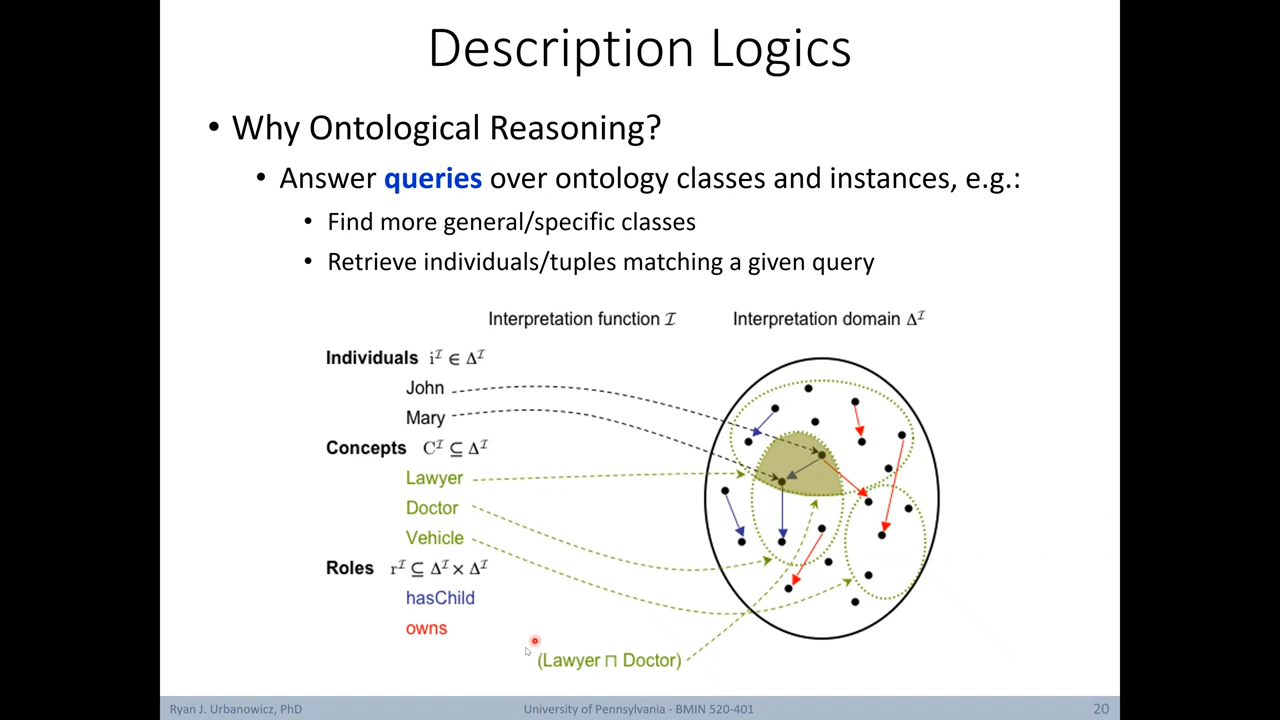 Description Logics
• Why Ontological Reasoning?
• Answer queries over ontology classes and instances, e.g.:
• Find more general/specific classes
• Retrieve individuals/tuples matching a given query
Interpretation function ℐ Interpretation domain Δ^ℐ
Individuals i^ℐ ∈ Δ^ℐ
John
Mary
Concepts C^ℐ ⊆ Δ^ℐ
Lawyer
Doctor
Vehicle
Roles r^ℐ ⊆ Δ^ℐ × Δ^ℐ
hasChild
owns
(Lawyer ⊓ Doctor)
Ryan J. Urbanowicz, PhD University of Pennsylvania - BMIN 520-401 20